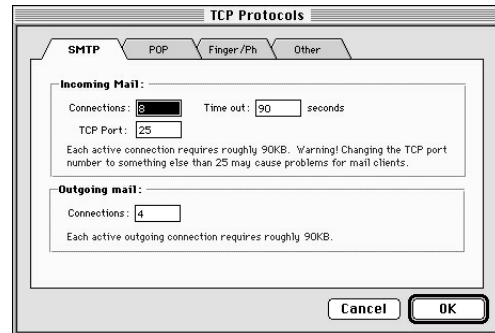 TCP Protocols
SMTP POP Finger/Ph Other
Incoming Mail:
Connections: 8 Time out: 90 seconds
TCP Port: 25
Each active connection requires roughly 90KB. Warning! Changing the TCP port
number to something else than 25 may cause problems for mail clients.
Outgoing mail:
Connections: 4
Each active outgoing connection requires roughly 90KB.
Cancel OK